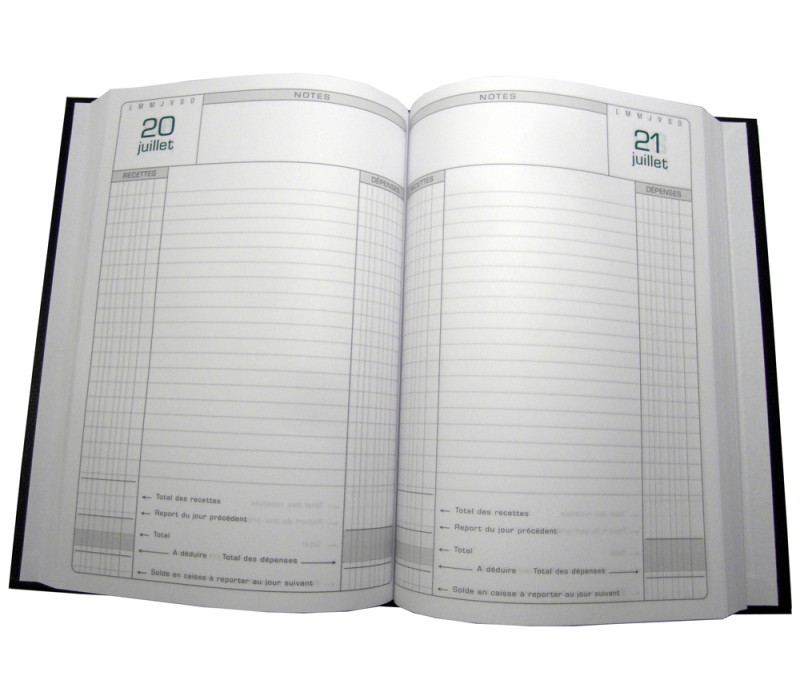 L M M J V S D
NOTES
20
juillet
RECETTES
DÉPENSES
Total des recettes
Report du jour précédent
Total
A déduire Total des dépenses
Solde en caisse à reporter au jour suivant
NOTES
L M M J V S D
21
juillet
RECETTES
DÉPENSES
Total des recettes
Report du jour précédent
Total
A déduire Total des dépenses
Solde en caisse à reporter au jour suivant